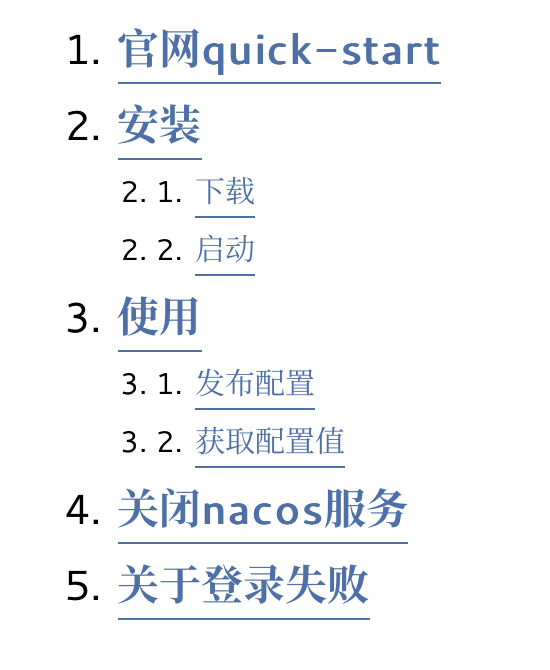 1. 官网quick-start
2. 安装
2. 1. 下载
2. 2. 启动
3. 使用
3. 1. 发布配置
3. 2. 获取配置值
4. 关闭nacos服务
5. 关于登录失败